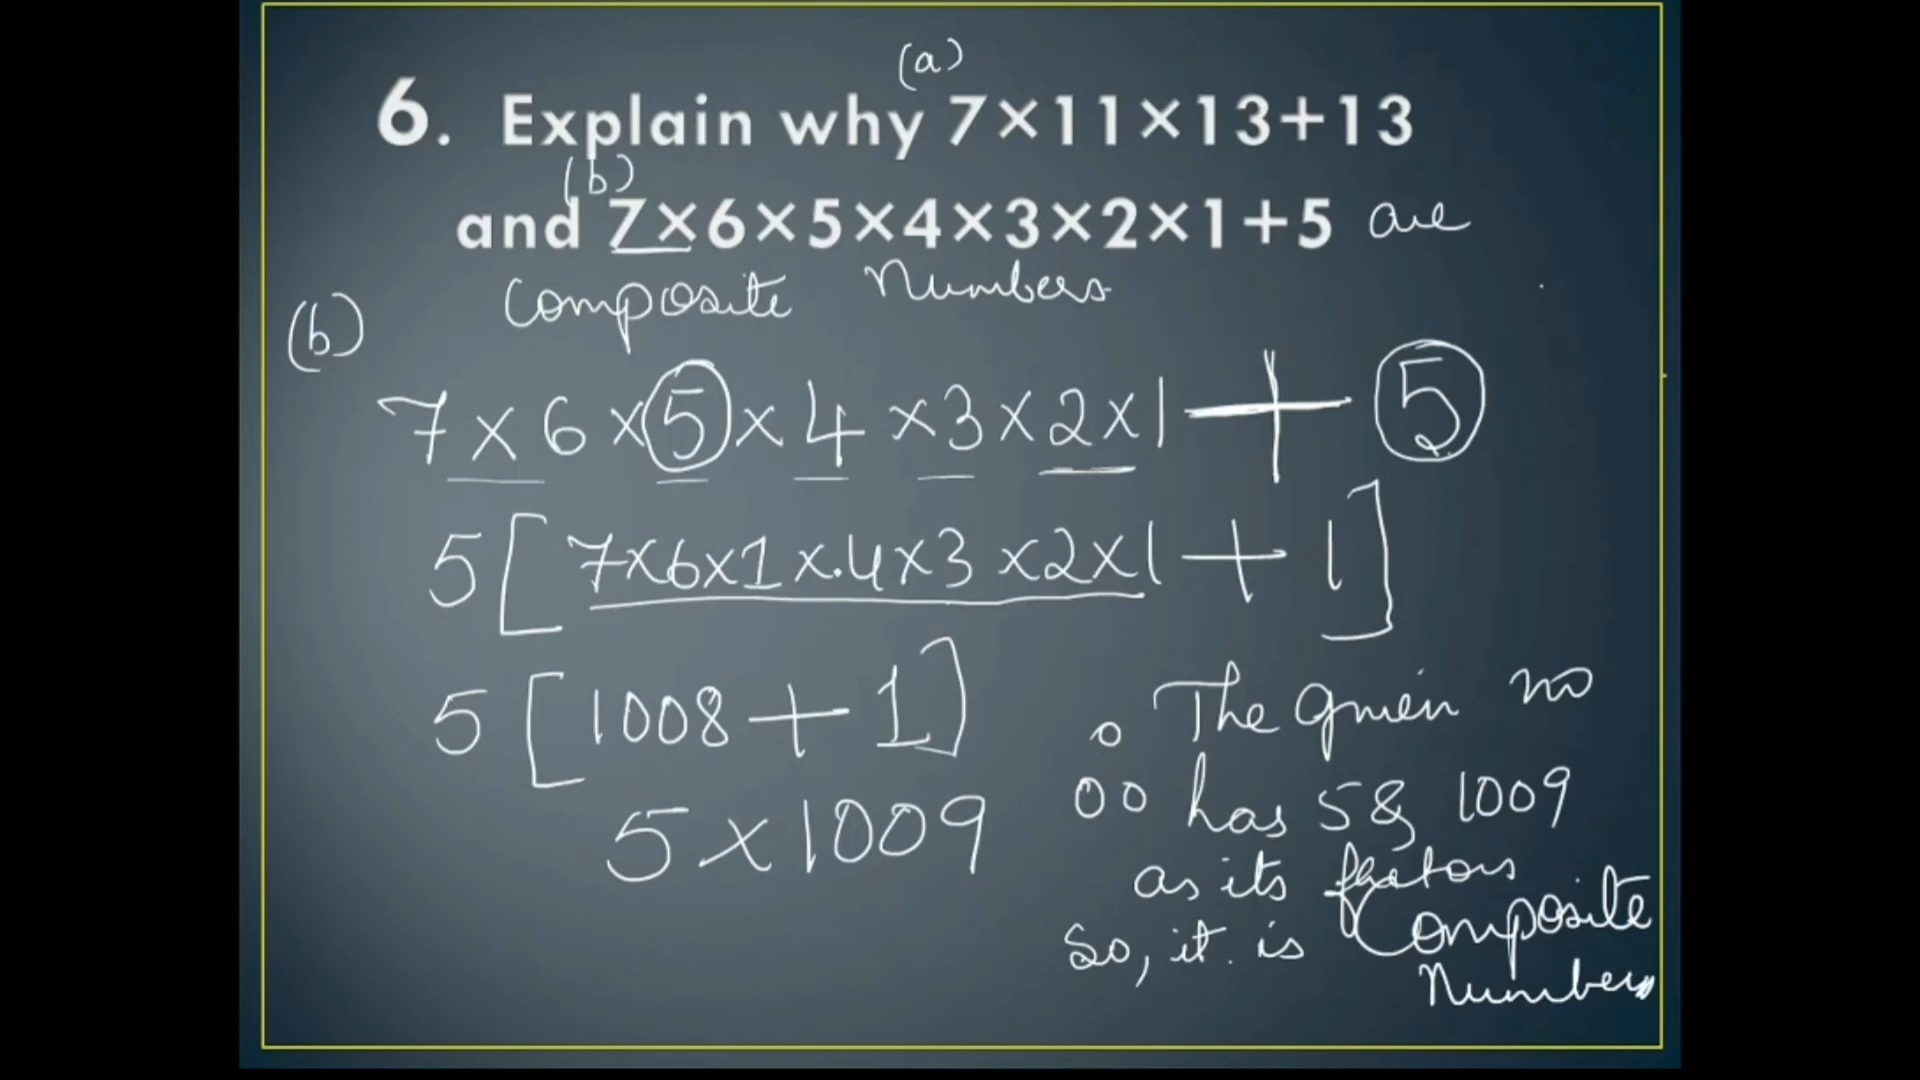 (a)
6. Explain why 7×11×13+13
(b)
and 7×6×5×4×3×2×1+5 are
Composite Numbers
(b)
7 × 6 × 5 × 4 × 3 × 2 × 1 + 5
5 [ 7×6×1×4×3×2×1 + 1 ]
5 [ 1008 + 1 ]
5 × 1009
∴ The given no
has 5 & 1009
as its factors
So, it is Composite
Number